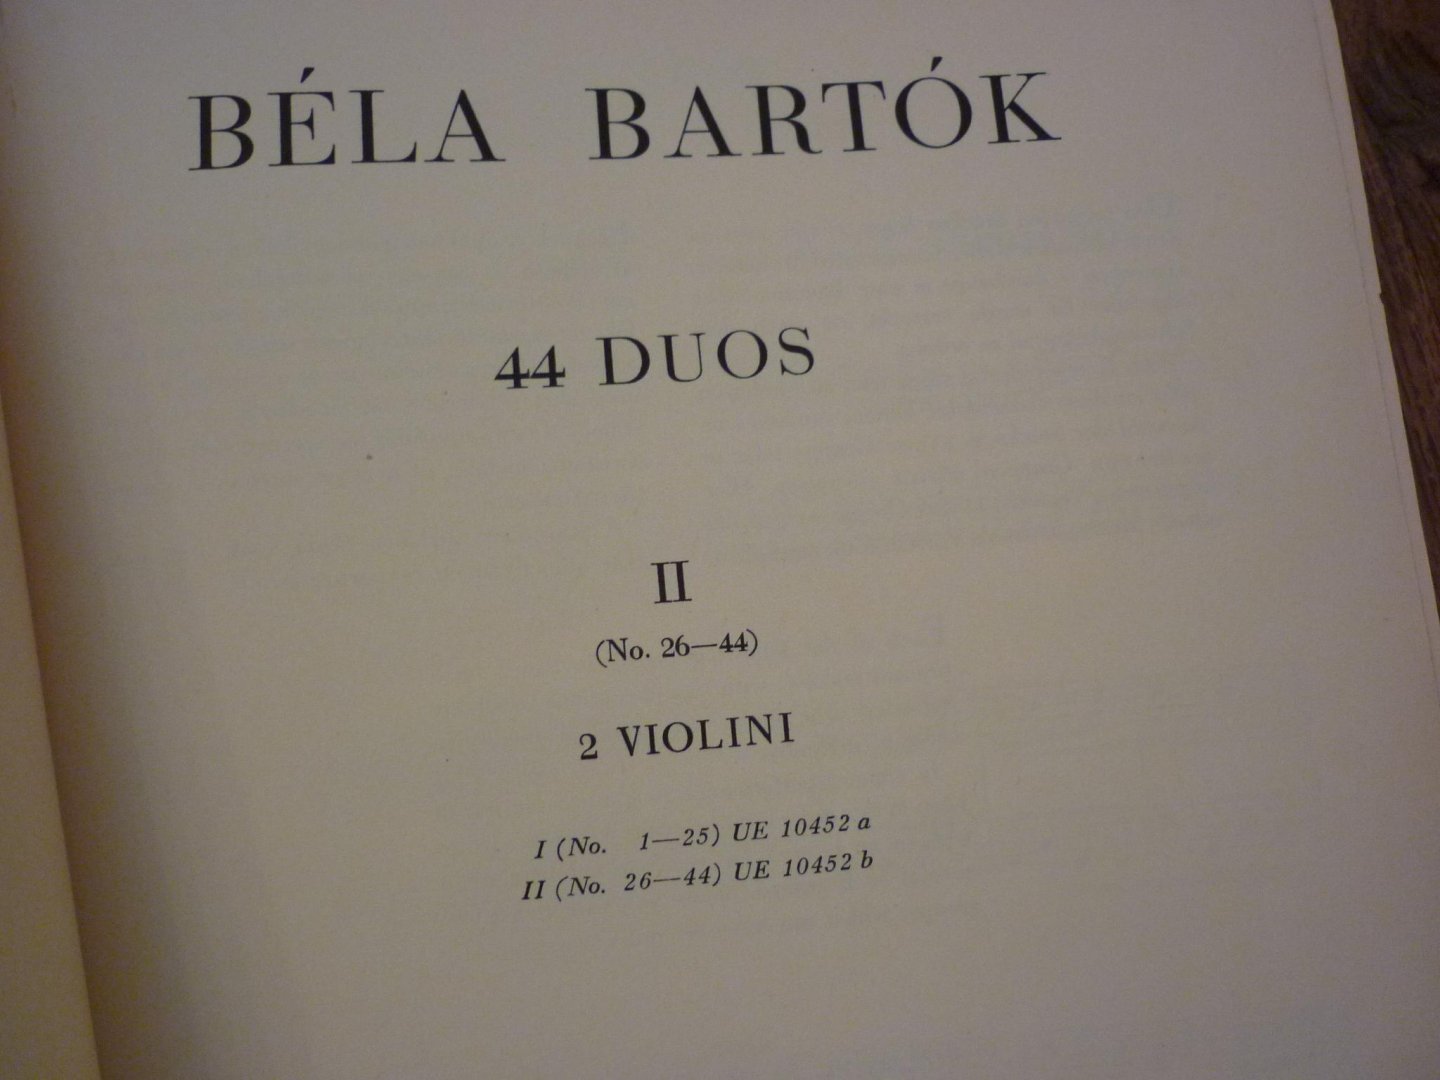 BÉLA BARTÓK
44 DUOS
II
(No. 26—44)
2 VIOLINI
I (No. 1—25) UE 10452 a
II (No. 26—44) UE 10452 b